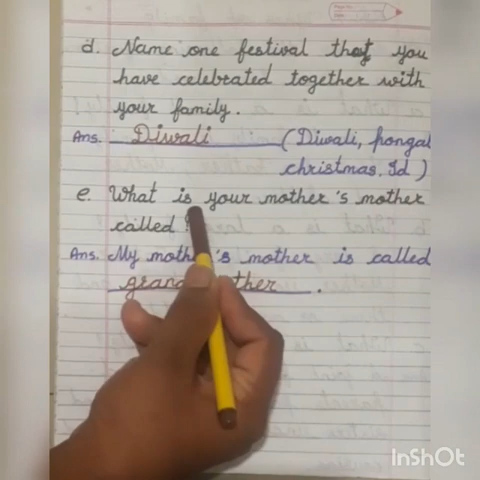 d. Name one festival that you
have celebrated together with
your family.
Ans. Diwali (Diwali, pongal
christmas, Id)
e. What is your mother's mother
called
Ans. My mother's mother is called
grandmother.
InShOt